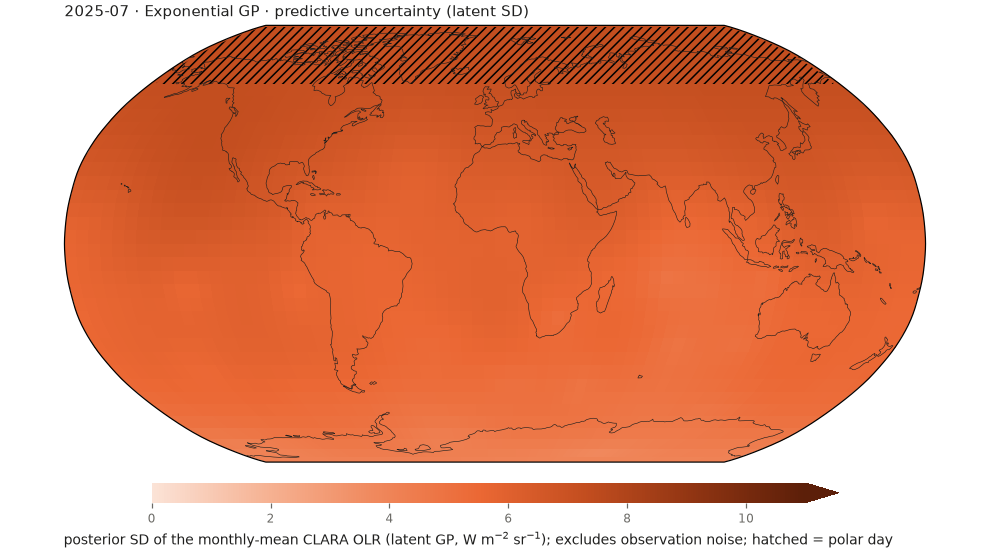 2025-07 · Exponential GP · predictive uncertainty (latent SD)
0 2 4 6 8 10
posterior SD of the monthly-mean CLARA OLR (latent GP, W m⁻² sr⁻¹); excludes observation noise; hatched = polar day